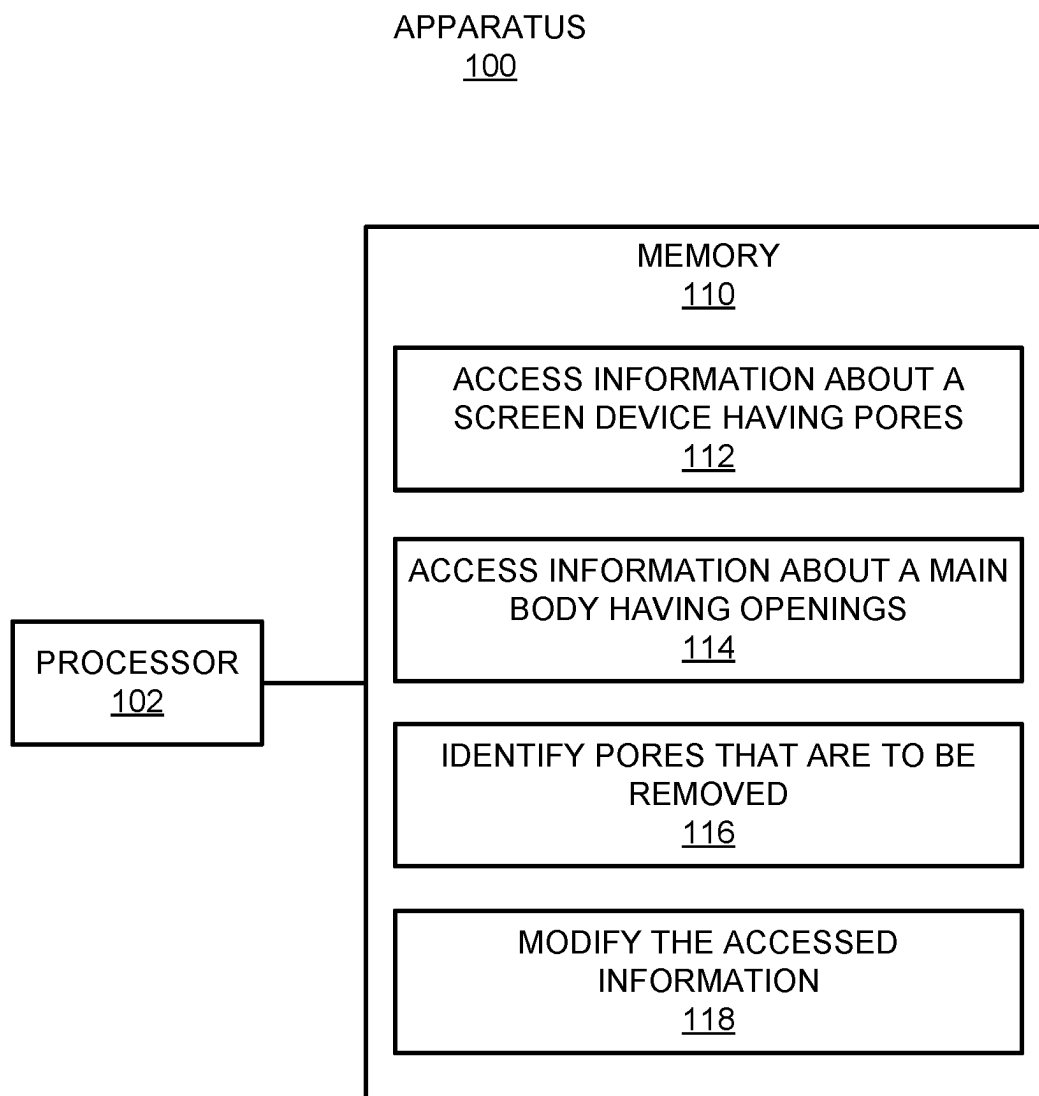 APPARATUS
100
MEMORY
110
ACCESS INFORMATION ABOUT A
SCREEN DEVICE HAVING PORES
112
ACCESS INFORMATION ABOUT A MAIN
BODY HAVING OPENINGS
114
PROCESSOR
102
IDENTIFY PORES THAT ARE TO BE
REMOVED
116
MODIFY THE ACCESSED
INFORMATION
118